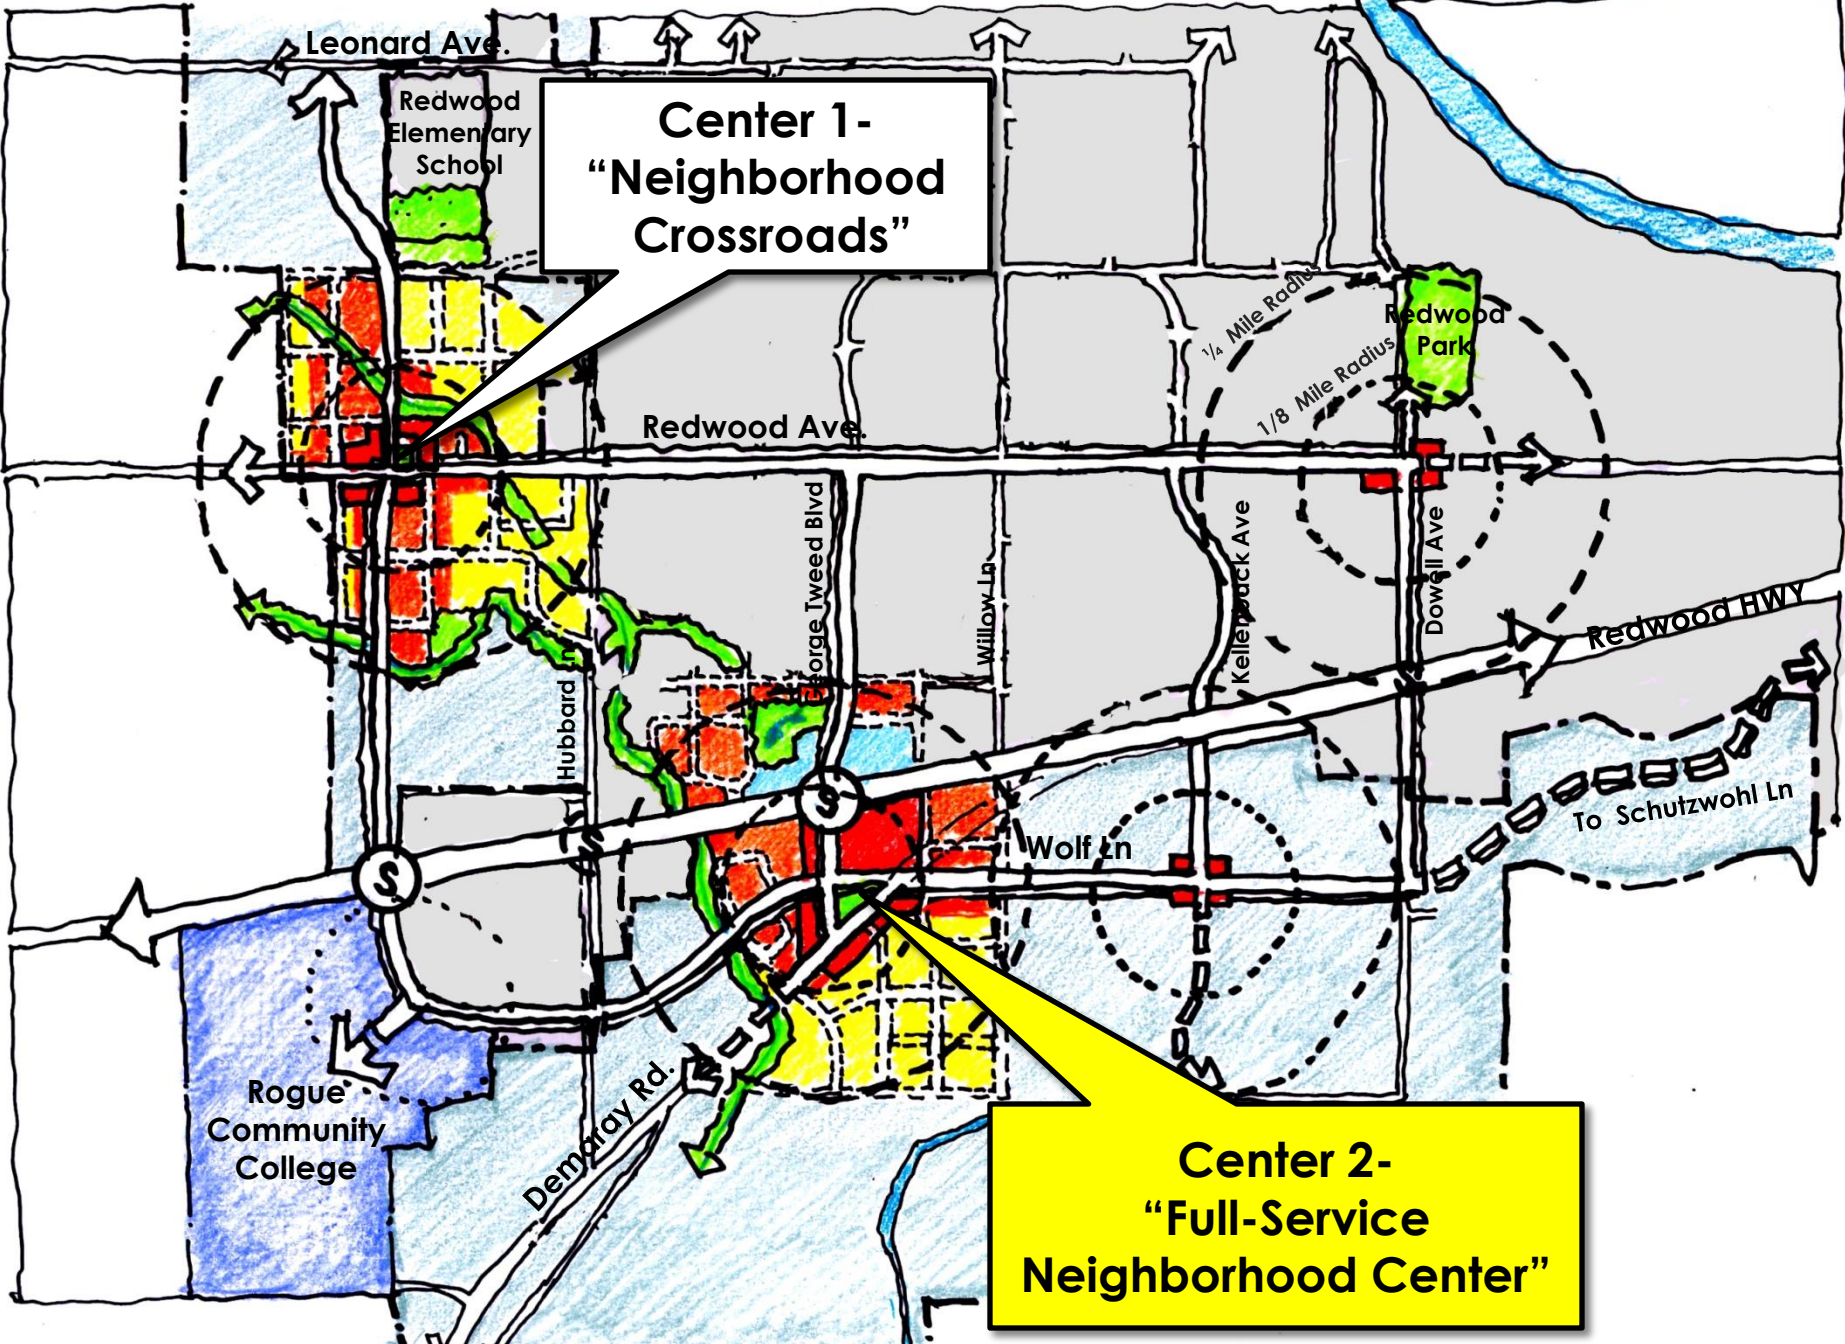 Leonard Ave.
Redwood
Elementary
School
Center 1-
“Neighborhood
Crossroads”
¼ Mile Radius
1/8 Mile Radius
Redwood
Park
Redwood Ave.
George Tweed Blvd
Willow Ln
Kellenback Ave
Dowell Ave
Redwood HWY
Hubbard Ln
S
To Schutzwohl Ln
Wolf Ln
S
Rogue
Community
College
Demaray Rd.
Center 2-
“Full-Service
Neighborhood Center”